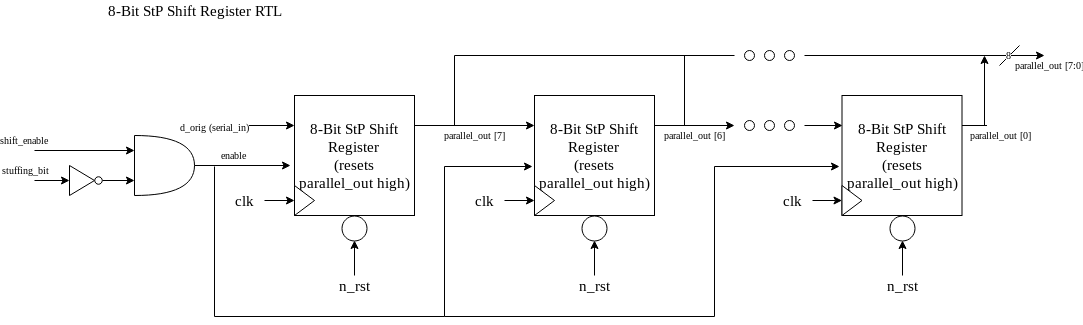 8-Bit StP Shift Register RTL
8
parallel_out [7:0]
shift_enable
stuffing_bit
d_orig (serial_in)
enable
8-Bit StP Shift
Register
(resets
parallel_out high)
clk
n_rst
parallel_out [7]
8-Bit StP Shift
Register
(resets
parallel_out high)
clk
n_rst
parallel_out [6]
8-Bit StP Shift
Register
(resets
parallel_out high)
clk
n_rst
parallel_out [0]